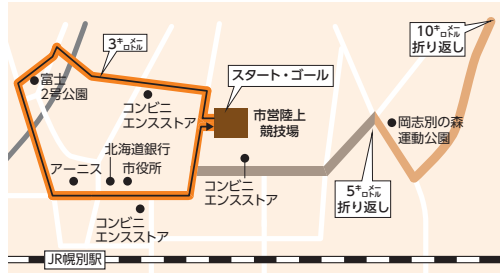 10キロメートル
折り返し
3キロメートル
スタート・ゴール
富士
2号公園
コンビニ
エンスストア
市営陸上
競技場
岡志別の森
運動公園
北海道銀行
アーニス
市役所
コンビニ
エンスストア
5キロメートル
折り返し
コンビニ
エンスストア
JR幌別駅